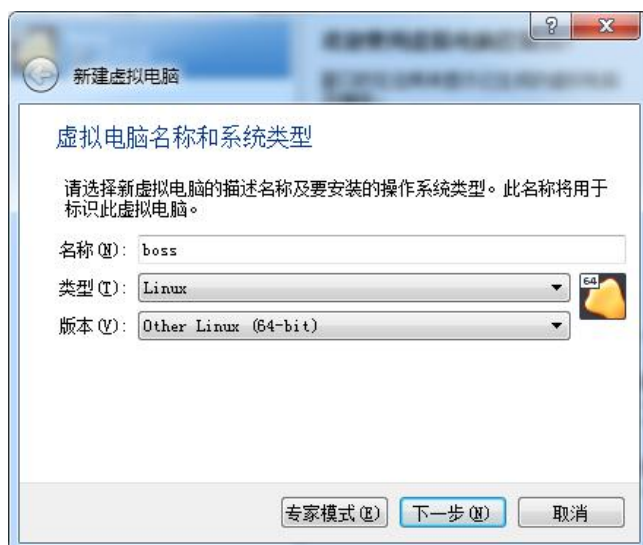 ?
X
新建虚拟电脑
虚拟电脑名称和系统类型
请选择新虚拟电脑的描述名称及要安装的操作系统类型。此名称将用于
标识此虚拟电脑。
名称(N): boss
类型(T): Linux
64
版本(V): Other Linux (64-bit)
专家模式(E) 下一步(N) 取消